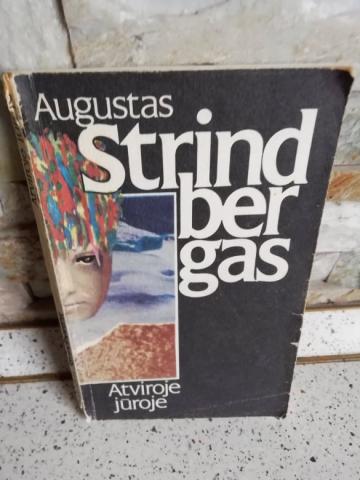 Augustas
Strind
ber
gas
Atviroje
jūroje